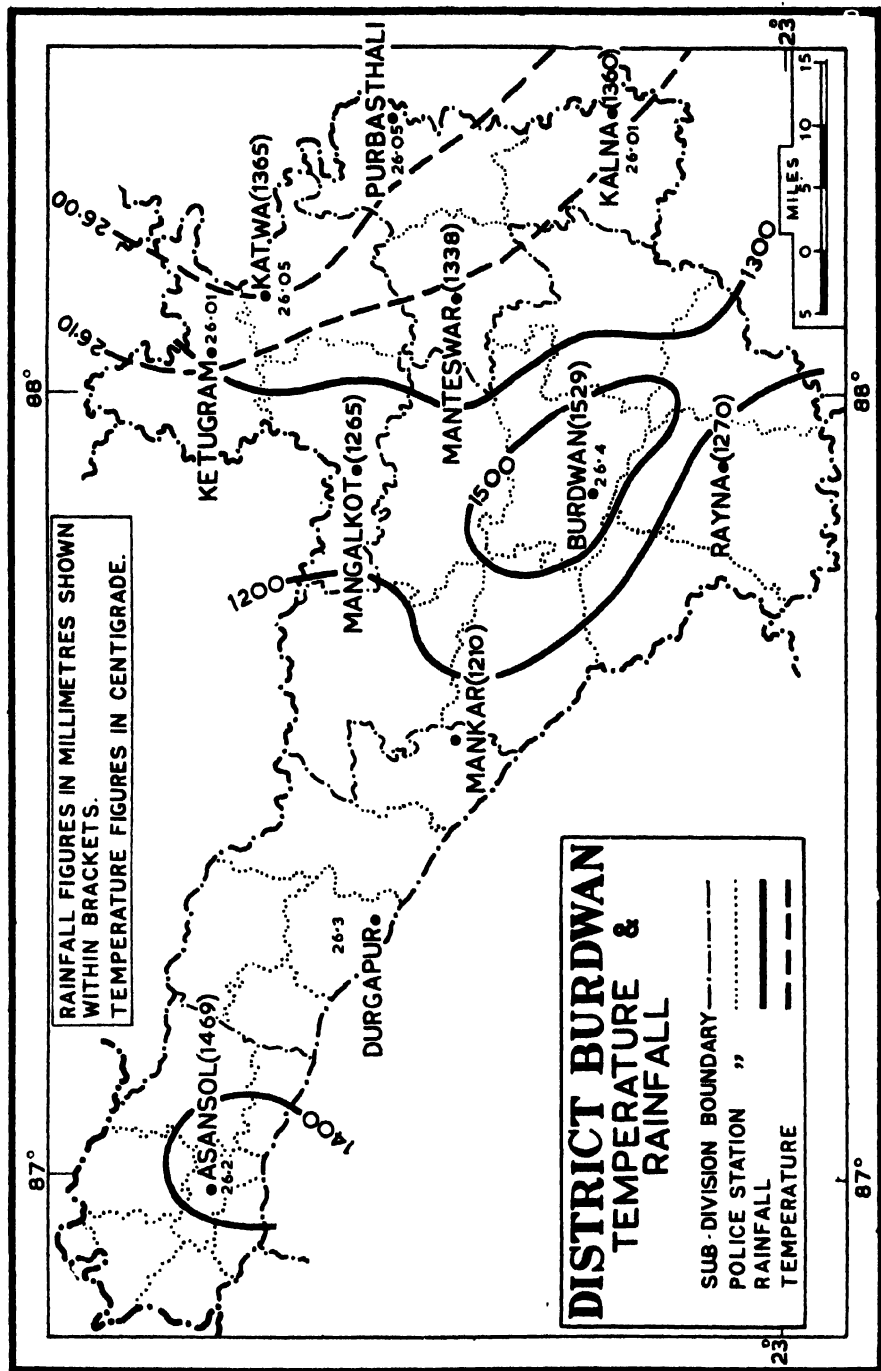 RAINFALL FIGURES IN MILLIMETRES SHOWN
WITHIN BRACKETS.
TEMPERATURE FIGURES IN CENTIGRADE.
87°
88°
26·10
26·00
KETUGRAM
26·01
KATWA(1365)
26·05
1200
MANGALKOT
(1265)
PURBASTHALI
26·05
ASANSOL(1469)
26·2
1400
26·3
DURGAPUR
MANKAR(1210)
MANTESWAR
(1338)
1500
BURDWAN(1529)
26·4
KALNA
(1360)
26·01
RAYNA
(1270)
1300
DISTRICT BURDWAN
TEMPERATURE &
RAINFALL
SUB-DIVISION BOUNDARY
POLICE STATION „
RAINFALL
TEMPERATURE
MILES
5 0 5 10 15
23°
23°
87°
88°